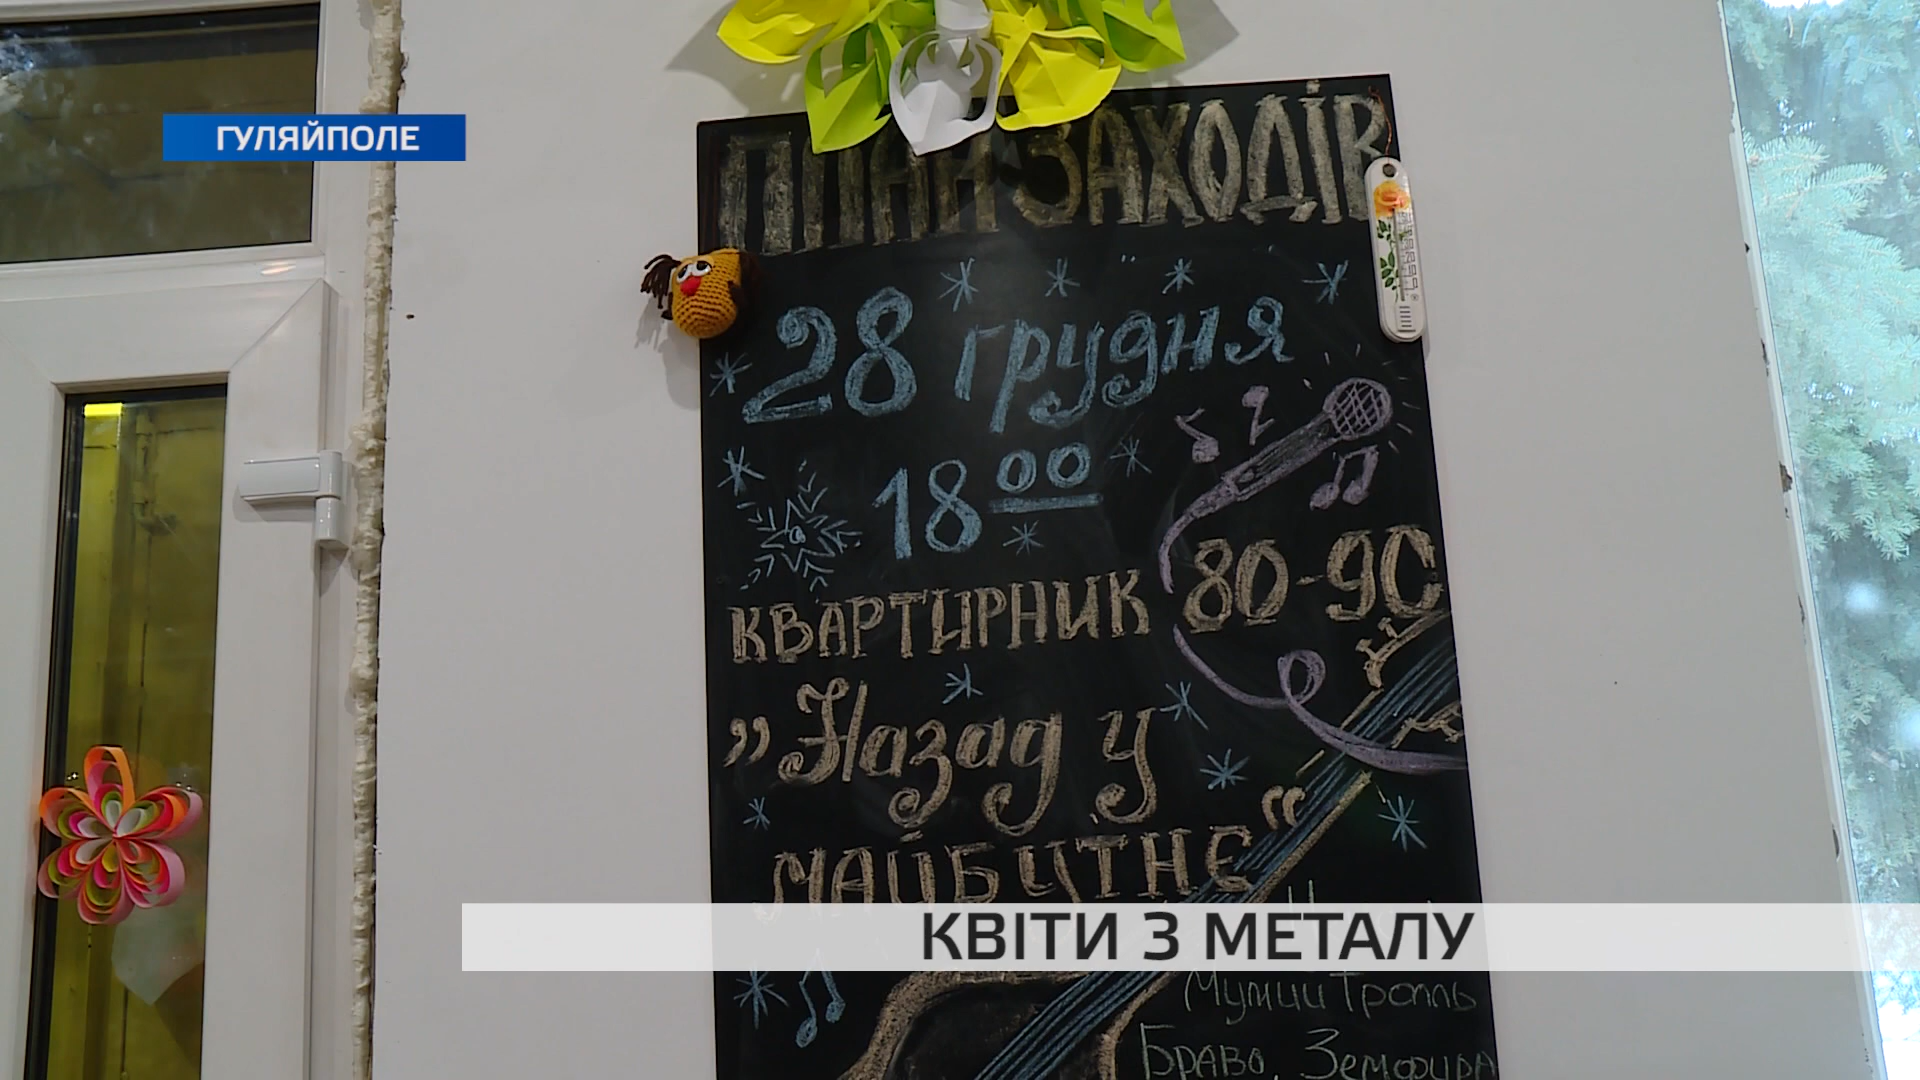 ГУЛЯЙПОЛЕ
ПЛАН ЗАХОДІВ
28 грудня
18 00
КВАРТИРНИК 80-90
„Назад у
МАЙБУТНЄ“
КВІТИ З МЕТАЛУ
Мумий Тролль
Браво, Земфира